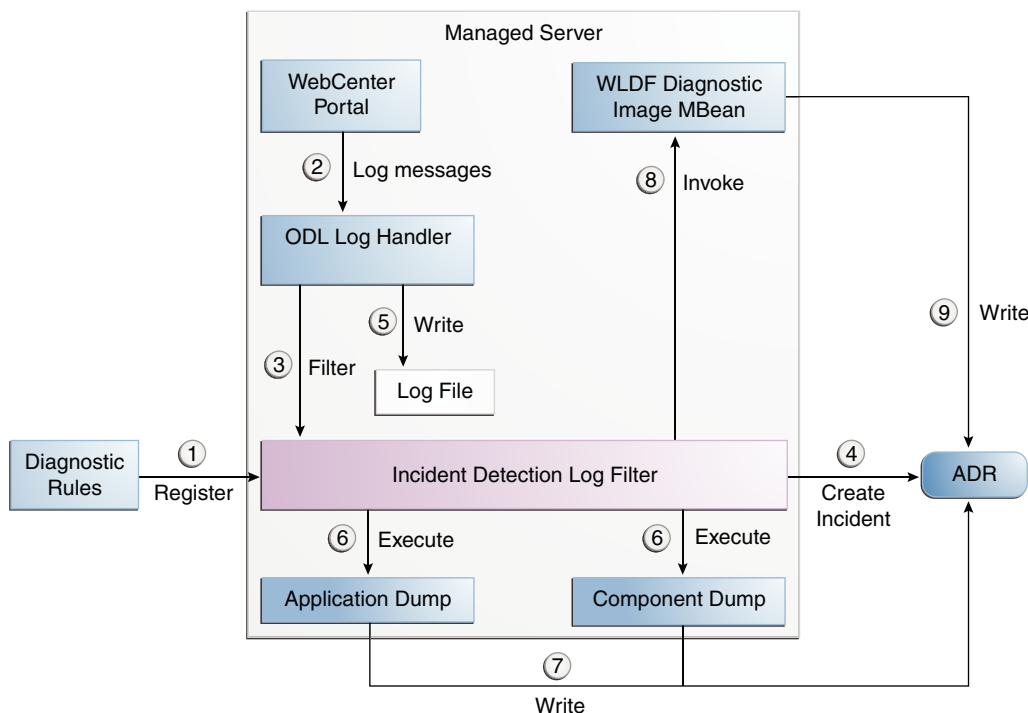 Managed Server
WebCenter
Portal
WLDF Diagnostic
Image MBean
2
Log messages
8
Invoke
ODL Log Handler
5
Write
9
Write
3
Filter
Log File
Diagnostic
Rules
1
Register
Incident Detection Log Filter
4
Create
Incident
ADR
6
Execute
6
Execute
Application Dump
Component Dump
7
Write